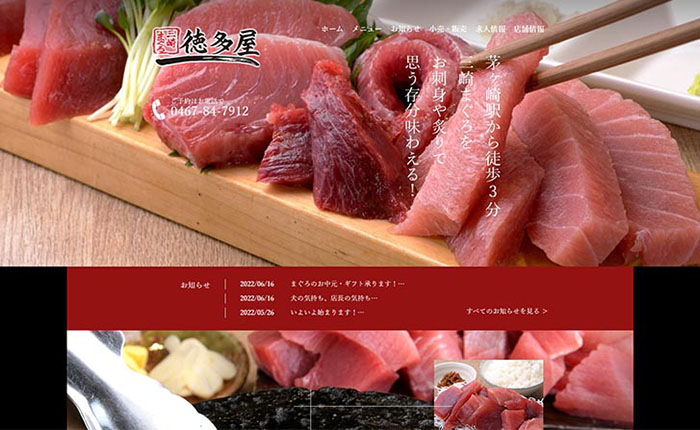 ホーム メニュー お知らせ 小売・販売 求人情報 店舗情報
三崎まぐろ
徳多屋
ご予約はお電話で
0467-84-7912
茅ヶ崎駅から徒歩3分
三崎まぐろを
お刺身や炙りで
思う存分味わえる!
お知らせ
2022/06/16 まぐろのお中元・ギフト承ります!…
2022/06/16 犬の気持ち、店長の気持ち…
2022/05/26 いよいよ始まります!…
すべてのお知らせを見る >